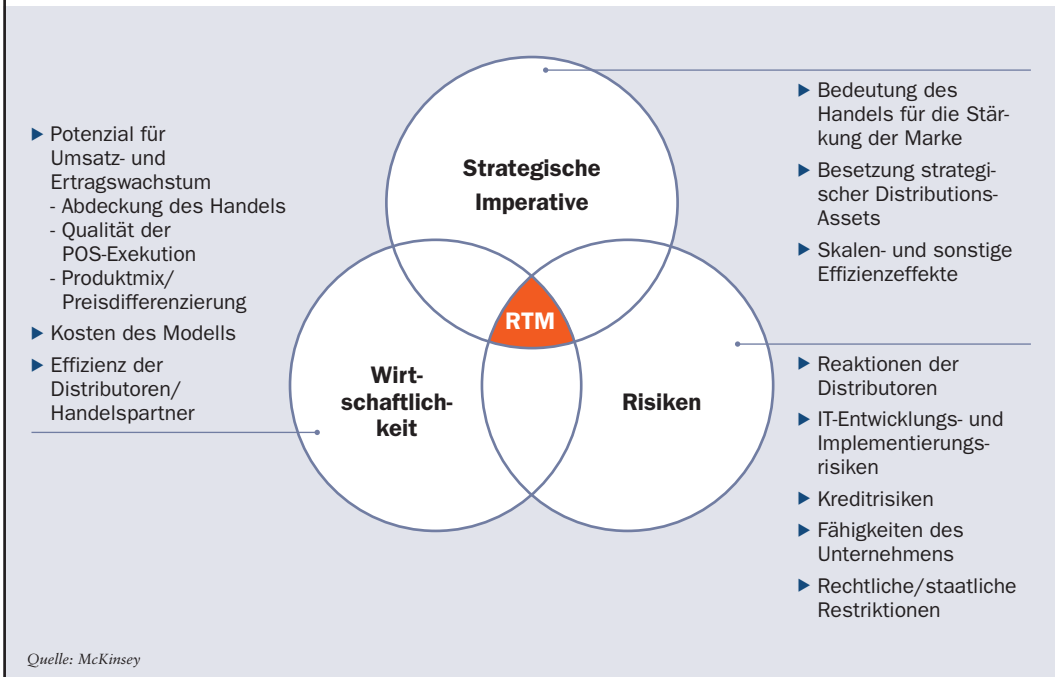 ▶ Potenzial für
Umsatz- und
Ertragswachstum
- Abdeckung des Handels
- Qualität der
POS-Exekution
- Produktmix/
Preisdifferenzierung
▶ Kosten des Modells
▶ Effizienz der
Distributoren/
Handelspartner
Strategische
Imperative
RTM
Wirt-
schaftlich-
keit
Risiken
▶ Bedeutung des
Handels für die Stär-
kung der Marke
▶ Besetzung strategi-
scher Distributions-
Assets
▶ Skalen- und sonstige
Effizienzeffekte
▶ Reaktionen der
Distributoren
▶ IT-Entwicklungs- und
Implementierungs-
risiken
▶ Kreditrisiken
▶ Fähigkeiten des
Unternehmens
▶ Rechtliche/staatliche
Restriktionen
Quelle: McKinsey